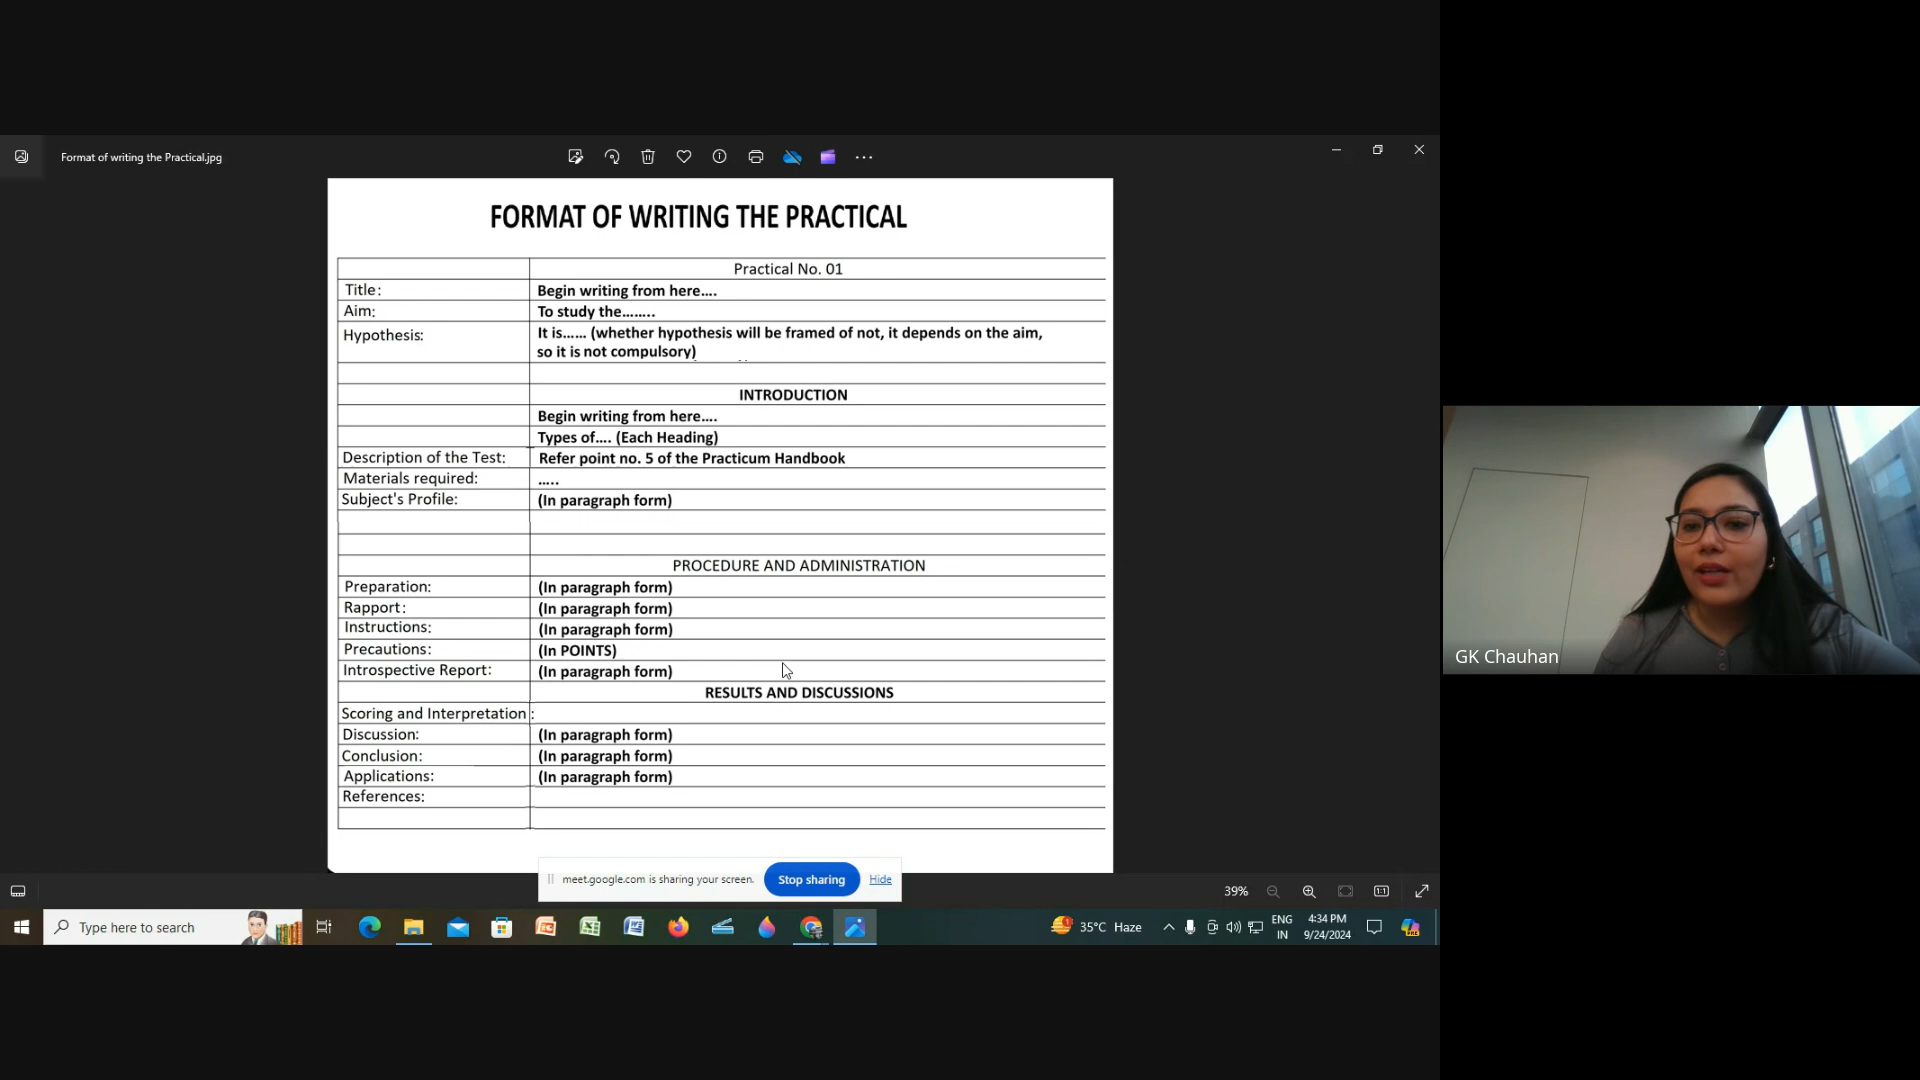 Format of writing the Practical.jpg
FORMAT OF WRITING THE PRACTICAL
Practical No. 01
Title: Begin writing from here....
Aim: To study the........
Hypothesis: It is...... (whether hypothesis will be framed of not, it depends on the aim,
so it is not compulsory)
INTRODUCTION
Begin writing from here....
Types of.... (Each Heading)
Description of the Test: Refer point no. 5 of the Practicum Handbook
Materials required: .....
Subject's Profile: (In paragraph form)
PROCEDURE AND ADMINISTRATION
Preparation: (In paragraph form)
Rapport: (In paragraph form)
Instructions: (In paragraph form)
Precautions: (In POINTS)
Introspective Report: (In paragraph form)
RESULTS AND DISCUSSIONS
Scoring and Interpretation :
Discussion: (In paragraph form)
Conclusion: (In paragraph form)
Applications: (In paragraph form)
References:
meet.google.com is sharing your screen. Stop sharing Hide
39%
Type here to search
35°C Haze
ENG
IN
4:34 PM
9/24/2024
GK Chauhan